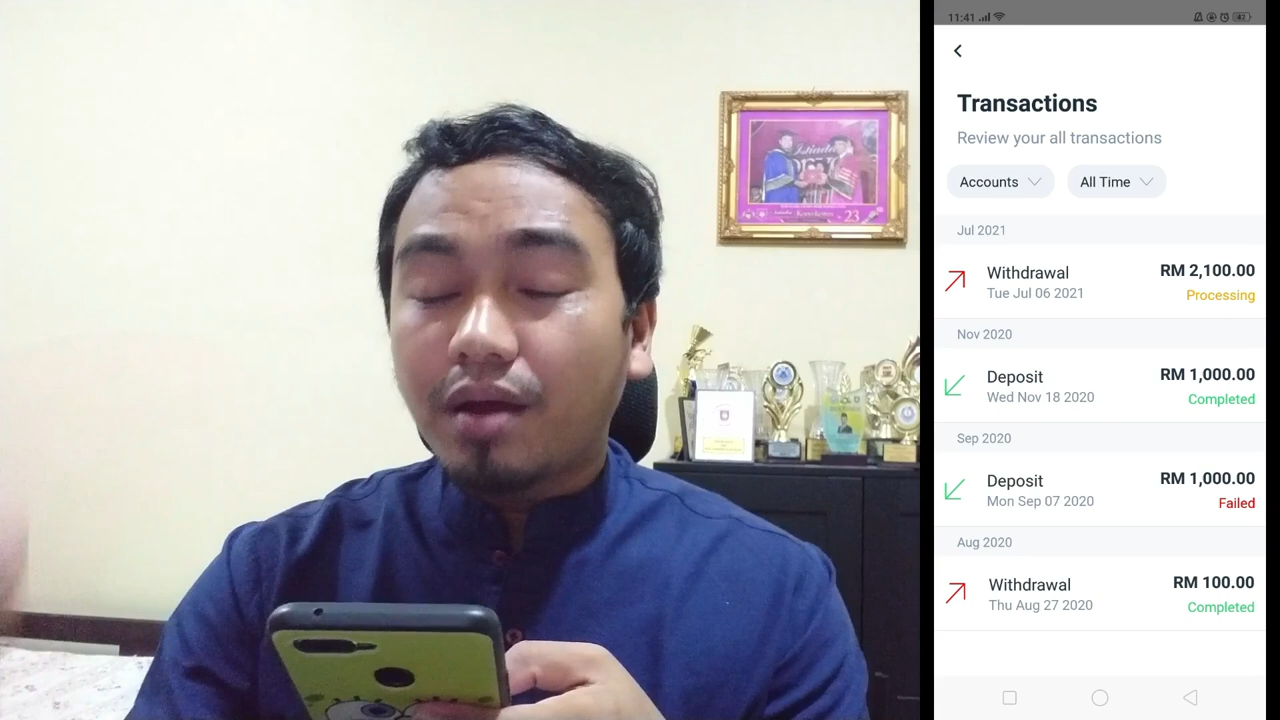 11:41
82
Transactions
Review your all transactions
Accounts
All Time
Jul 2021
Withdrawal
RM 2,100.00
Tue Jul 06 2021
Processing
Nov 2020
Deposit
RM 1,000.00
Wed Nov 18 2020
Completed
Sep 2020
Deposit
RM 1,000.00
Mon Sep 07 2020
Failed
Aug 2020
Withdrawal
RM 100.00
Thu Aug 27 2020
Completed
23